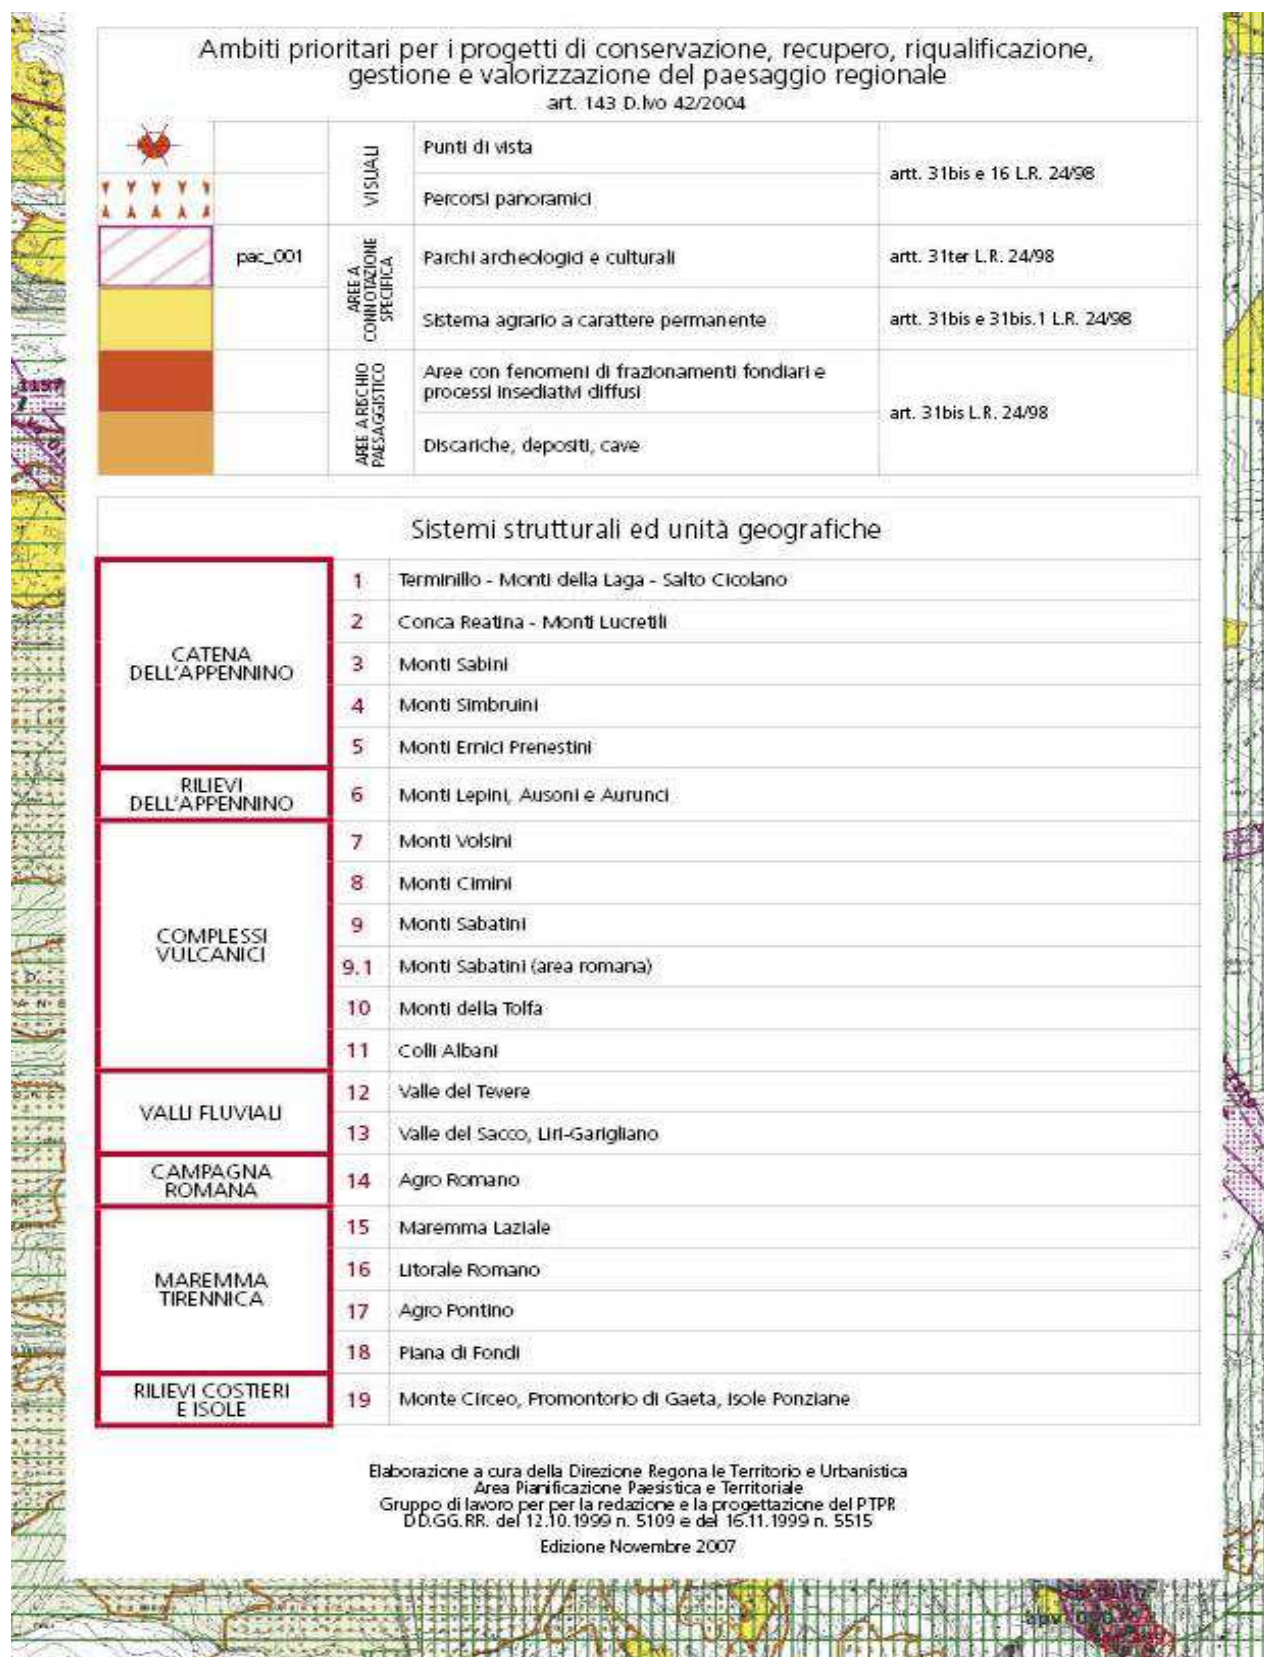 Ambiti prioritari per i progetti di conservazione, recupero, riqualificazione,
gestione e valorizzazione del paesaggio regionale
art. 143 D.lvo 42/2004
VISUALI
Punti di vista
artt. 31bis e 16 L.R. 24/98
Percorsi panoramici
pac_001
AREE A
CONNOTAZIONE
SPECIFICA
Parchi archeologici e culturali
artt. 31ter L.R. 24/98
Sistema agrario a carattere permanente
artt. 31bis e 31bis.1 L.R. 24/98
AREE A RISCHIO
PAESAGGISTICO
Aree con fenomeni di frazionamenti fondiari e
processi insediativi diffusi
art. 31bis L.R. 24/98
Discariche, depositi, cave
Sistemi strutturali ed unità geografiche
CATENA
DELL'APPENNINO
1 Terminillo - Monti della Laga - Salto Cicolano
2 Conca Reatina - Monti Lucretili
3 Monti Sabini
4 Monti Simbruini
5 Monti Ernici Prenestini
RILIEVI
DELL'APPENNINO
6 Monti Lepini, Ausoni e Aurunci
COMPLESSI
VULCANICI
7 Monti Volsini
8 Monti Cimini
9 Monti Sabatini
9.1 Monti Sabatini (area romana)
10 Monti della Tolfa
11 Colli Albani
VALLI FLUVIALI
12 Valle del Tevere
13 Valle del Sacco, Liri-Garigliano
CAMPAGNA
ROMANA
14 Agro Romano
MAREMMA
TIRENNICA
15 Maremma Laziale
16 Litorale Romano
17 Agro Pontino
18 Piana di Fondi
RILIEVI COSTIERI
E ISOLE
19 Monte Circeo, Promontorio di Gaeta, Isole Ponziane
Elaborazione a cura della Direzione Regona le Territorio e Urbanistica
Area Pianificazione Paesistica e Territoriale
Gruppo di lavoro per per la redazione e la progettazione del PTPR
DD.GG.RR. del 12.10.1999 n. 5109 e del 16.11.1999 n. 5515
Edizione Novembre 2007